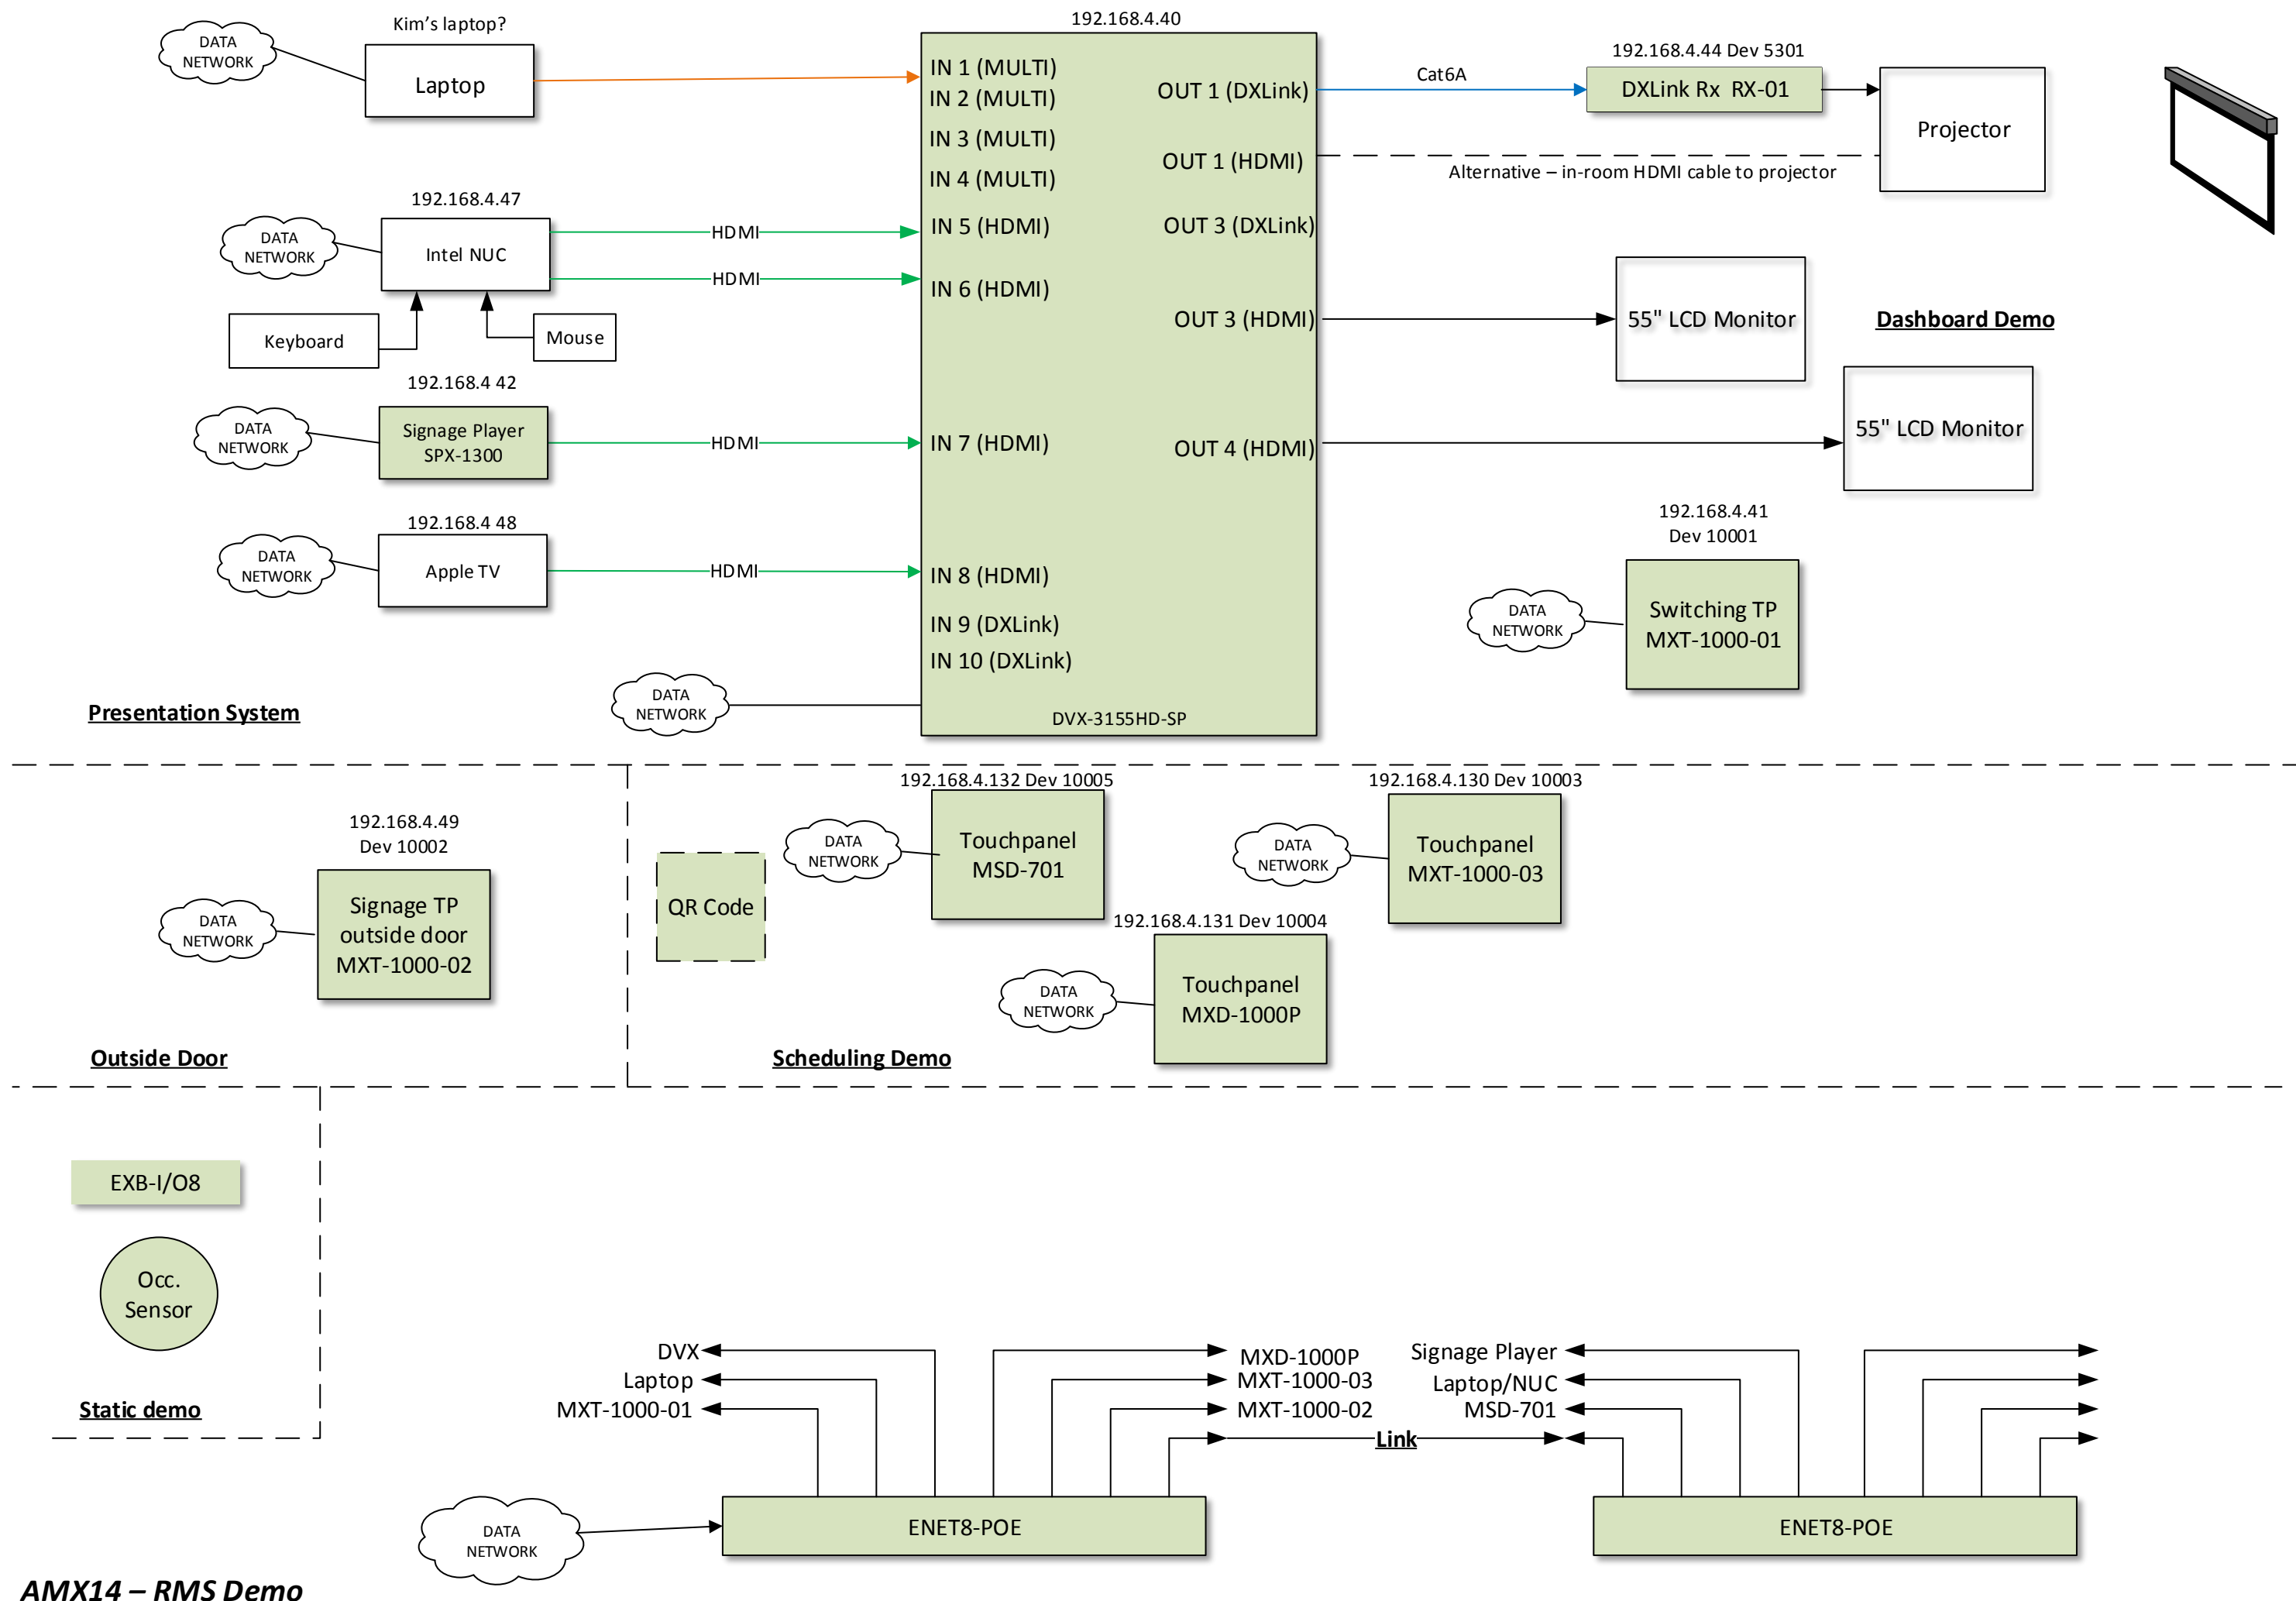 192.168.4.40
Kim's laptop?
DATA
NETWORK
Laptop
IN 1 (MULTI)
IN 2 (MULTI)
IN 3 (MULTI)
IN 4 (MULTI)
OUT 1 (DXLink)
Cat6A
192.168.4.44 Dev 5301
DXLink Rx  RX-01
Projector
OUT 1 (HDMI)
Alternative – in-room HDMI cable to projector
192.168.4.47
DATA
NETWORK
Intel NUC
HDMI
HDMI
IN 5 (HDMI)
IN 6 (HDMI)
OUT 3 (DXLink)
Keyboard
Mouse
OUT 3 (HDMI)
55" LCD Monitor
Dashboard Demo
192.168.4 42
DATA
NETWORK
Signage Player
SPX-1300
HDMI
IN 7 (HDMI)
OUT 4 (HDMI)
55" LCD Monitor
192.168.4 48
DATA
NETWORK
Apple TV
HDMI
IN 8 (HDMI)
IN 9 (DXLink)
IN 10 (DXLink)
192.168.4.41
Dev 10001
DATA
NETWORK
Switching TP
MXT-1000-01
Presentation System
DATA
NETWORK
DVX-3155HD-SP
192.168.4.49
Dev 10002
DATA
NETWORK
Signage TP
outside door
MXT-1000-02
Outside Door
QR Code
192.168.4.132 Dev 10005
DATA
NETWORK
Touchpanel
MSD-701
192.168.4.130 Dev 10003
DATA
NETWORK
Touchpanel
MXT-1000-03
192.168.4.131 Dev 10004
DATA
NETWORK
Touchpanel
MXD-1000P
Scheduling Demo
EXB-I/O8
Occ.
Sensor
Static demo
DVX
Laptop
MXT-1000-01
MXD-1000P
MXT-1000-03
MXT-1000-02
Link
Signage Player
Laptop/NUC
MSD-701
DATA
NETWORK
ENET8-POE
ENET8-POE
AMX14 – RMS Demo